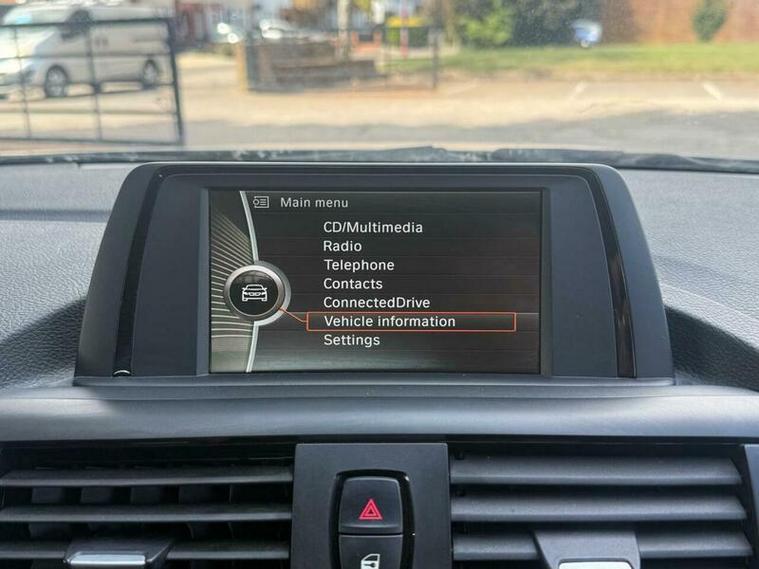 Main menu
CD/Multimedia
Radio
Telephone
Contacts
ConnectedDrive
Vehicle information
Settings